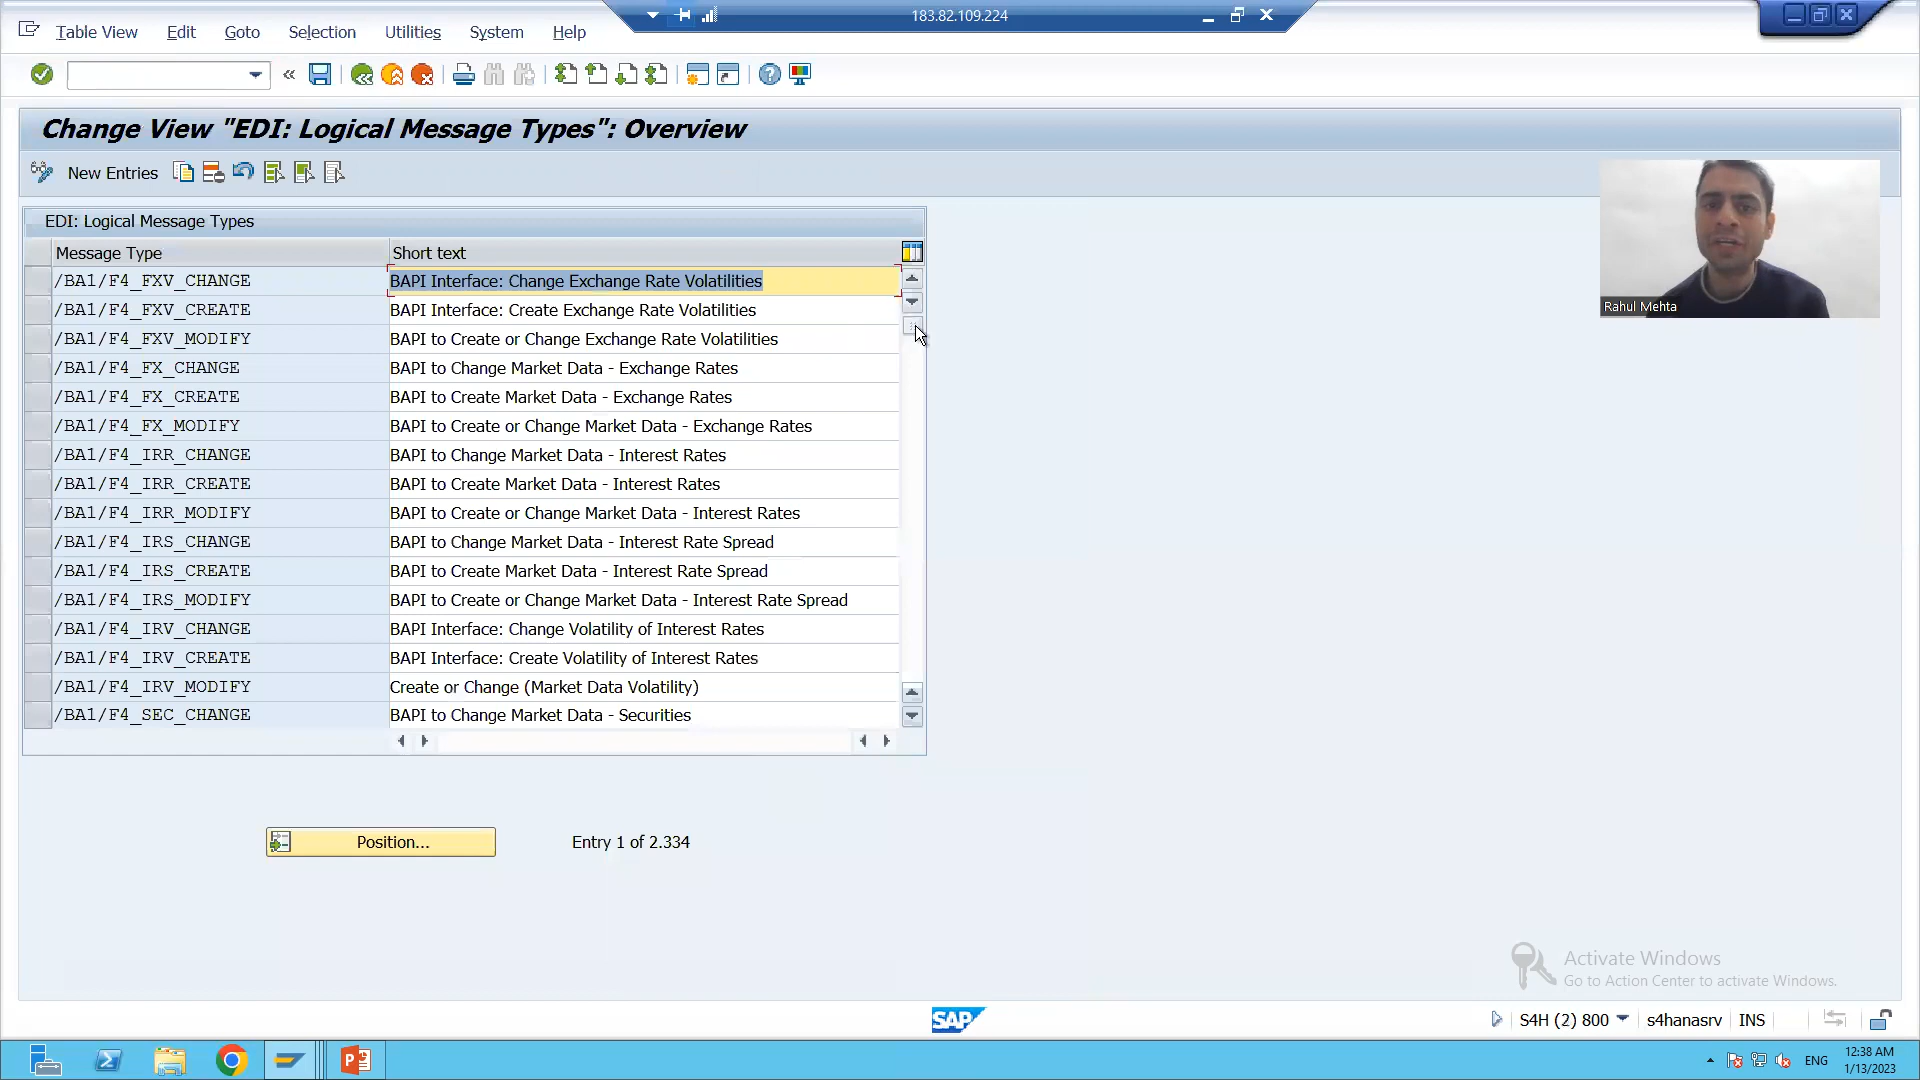 183.82.109.224
Table View Edit Goto Selection Utilities System Help
Change View "EDI: Logical Message Types": Overview
New Entries
Rahul Mehta
EDI: Logical Message Types
Message Type Short text
/BA1/F4_FXV_CHANGE BAPI Interface: Change Exchange Rate Volatilities
/BA1/F4_FXV_CREATE BAPI Interface: Create Exchange Rate Volatilities
/BA1/F4_FXV_MODIFY BAPI to Create or Change Exchange Rate Volatilities
/BA1/F4_FX_CHANGE BAPI to Change Market Data - Exchange Rates
/BA1/F4_FX_CREATE BAPI to Create Market Data - Exchange Rates
/BA1/F4_FX_MODIFY BAPI to Create or Change Market Data - Exchange Rates
/BA1/F4_IRR_CHANGE BAPI to Change Market Data - Interest Rates
/BA1/F4_IRR_CREATE BAPI to Create Market Data - Interest Rates
/BA1/F4_IRR_MODIFY BAPI to Create or Change Market Data - Interest Rates
/BA1/F4_IRS_CHANGE BAPI to Change Market Data - Interest Rate Spread
/BA1/F4_IRS_CREATE BAPI to Create Market Data - Interest Rate Spread
/BA1/F4_IRS_MODIFY BAPI to Create or Change Market Data - Interest Rate Spread
/BA1/F4_IRV_CHANGE BAPI Interface: Change Volatility of Interest Rates
/BA1/F4_IRV_CREATE BAPI Interface: Create Volatility of Interest Rates
/BA1/F4_IRV_MODIFY Create or Change (Market Data Volatility)
/BA1/F4_SEC_CHANGE BAPI to Change Market Data - Securities
Position... Entry 1 of 2.334
Activate Windows
Go to Action Center to activate Windows.
SAP
S4H (2) 800 s4hanasrv INS
ENG
12:38 AM
1/13/2023